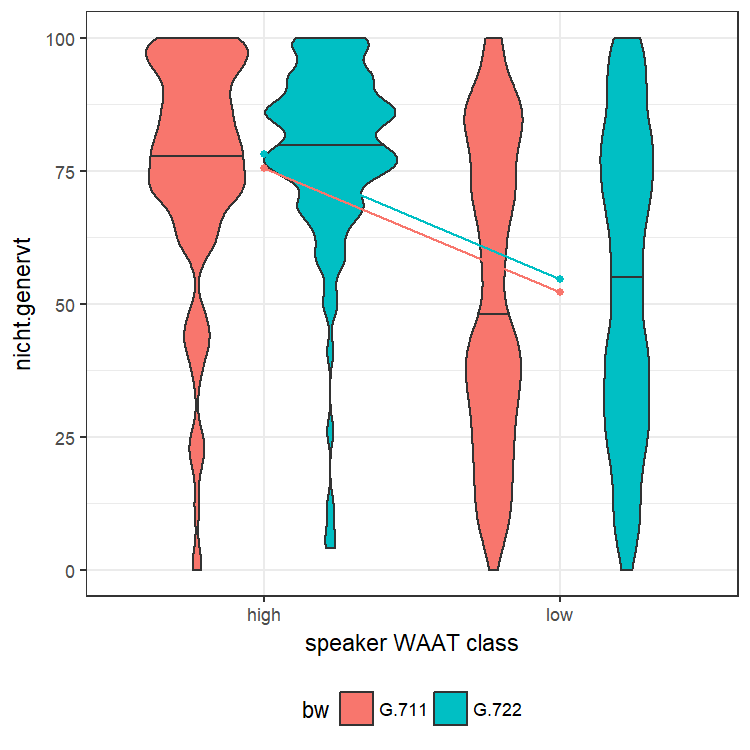 100
75
50
25
0
nicht.genervt
high low
speaker WAAT class
bw G.711 G.722